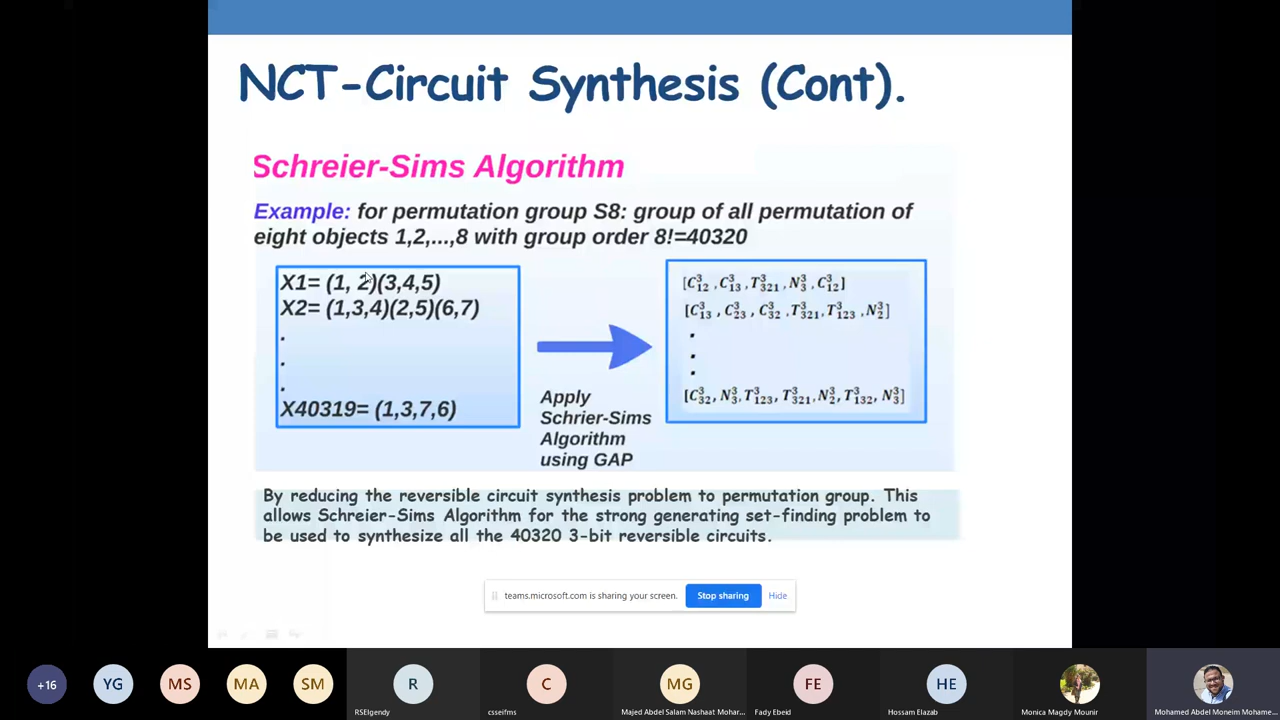 NCT-Circuit Synthesis (Cont).
Schreier-Sims Algorithm
Example: for permutation group S8: group of all permutation of
eight objects 1,2,...,8 with group order 8!=40320
X1= (1, 2)(3,4,5)
X2= (1,3,4)(2,5)(6,7)
.
.
.
X40319= (1,3,7,6)
Apply
Schrier-Sims
Algorithm
using GAP
[C³₁₂ ,C³₁₃,T³₃₂₁,N³₃,C³₁₂]
[C³₁₃ , C³₂₃ , C³₃₂ ,T³₃₂₁,T³₁₂₃ ,N³₂]
.
.
.
[C³₃₂, N³₃,T³₁₂₃, T³₃₂₁,N³₂, T³₁₃₂, N³₃]
By reducing the reversible circuit synthesis problem to permutation group. This
allows Schreier-Sims Algorithm for the strong generating set-finding problem to
be used to synthesize all the 40320 3-bit reversible circuits.
teams.microsoft.com is sharing your screen.
Stop sharing
Hide
+16
YG
MS
MA
SM
R
RSElgendy
C
csseifms
MG
Majed Abdel Salam Nashaat Mohar...
FE
Fady Ebeid
HE
Hossam Elazab
Monica Magdy Mounir
Mohamed Abdel Moneim Mohame...